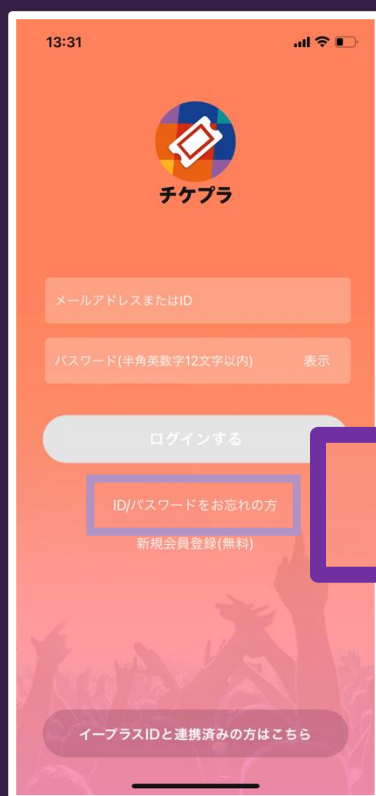 13:31
チケプラ
メールアドレスまたはID
パスワード(半角英数字12文字以内) 表示
ログインする
ID/パスワードをお忘れの方
新規会員登録(無料)
イープラスIDと連携済みの方はこちら